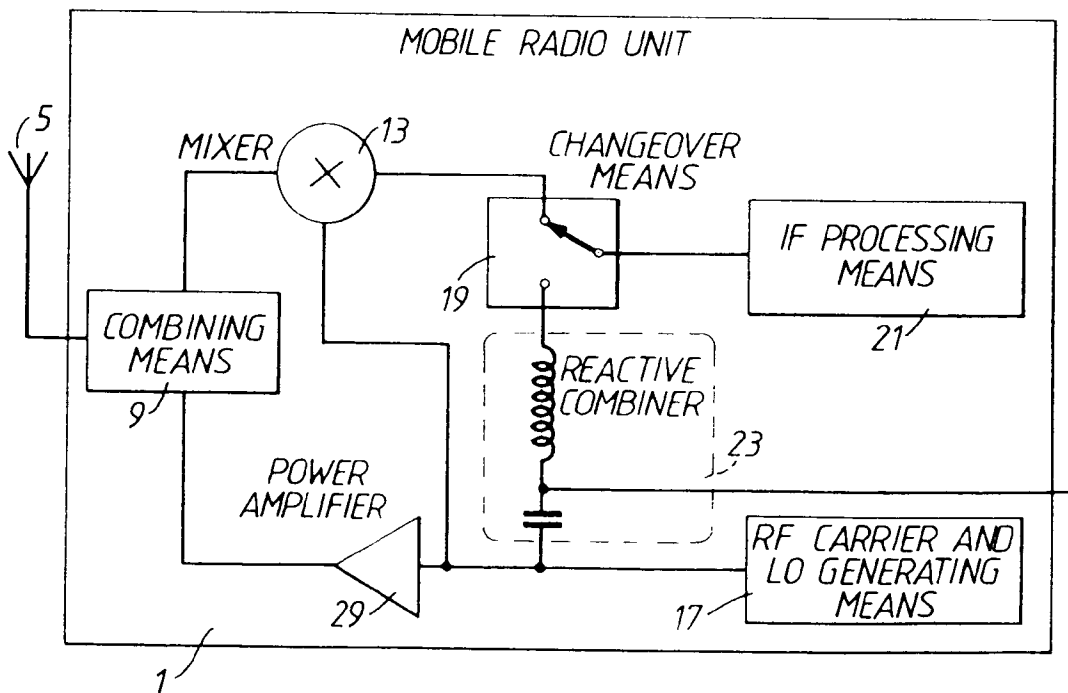 MOBILE RADIO UNIT
5
MIXER
13
CHANGEOVER
MEANS
19
IF PROCESSING
MEANS
21
COMBINING
MEANS
9
REACTIVE
COMBINER
23
POWER
AMPLIFIER
29
RF CARRIER AND
LO GENERATING
MEANS
17
1